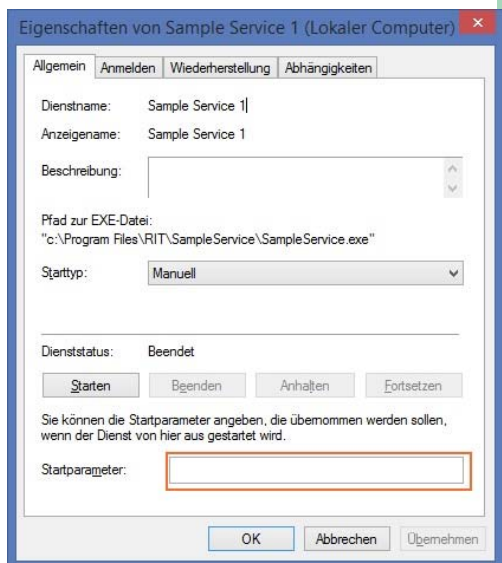 Eigenschaften von Sample Service 1 (Lokaler Computer)
Allgemein Anmelden Wiederherstellung Abhängigkeiten
Dienstname: Sample Service 1
Anzeigename: Sample Service 1
Beschreibung:
Pfad zur EXE-Datei:
"c:\Program Files\RIT\SampleService\SampleService.exe"
Starttyp: Manuell
Dienststatus: Beendet
Starten Beenden Anhalten Fortsetzen
Sie können die Startparameter angeben, die übernommen werden sollen,
wenn der Dienst von hier aus gestartet wird.
Startparameter:
OK Abbrechen Übernehmen